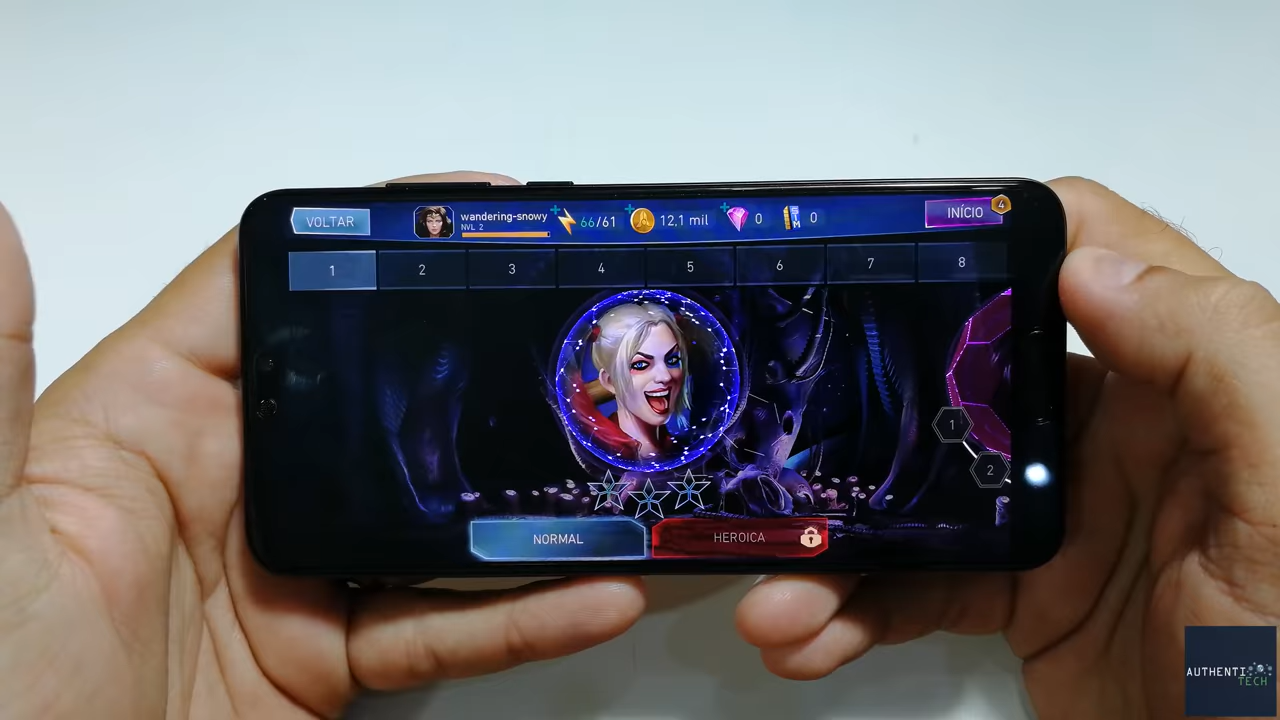 VOLTAR
wandering-snowy
NVL 2
66/61
12,1 mil
0
0
INÍCIO
4
1 2 3 4 5 6 7 8
1
2
NORMAL
HEROICA
AUTHENTI
TECH